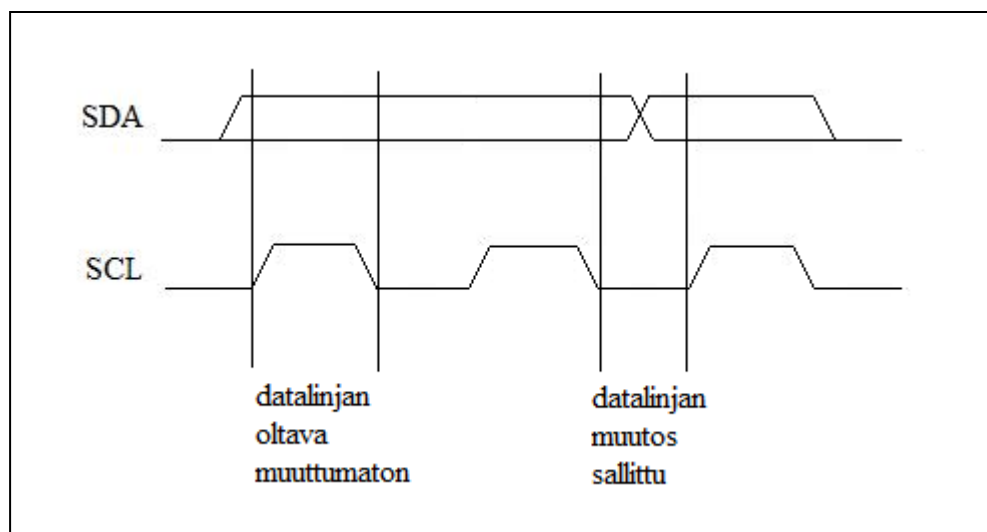 SDA
SCL
datalinjan
oltava
muuttumaton
datalinjan
muutos
sallittu